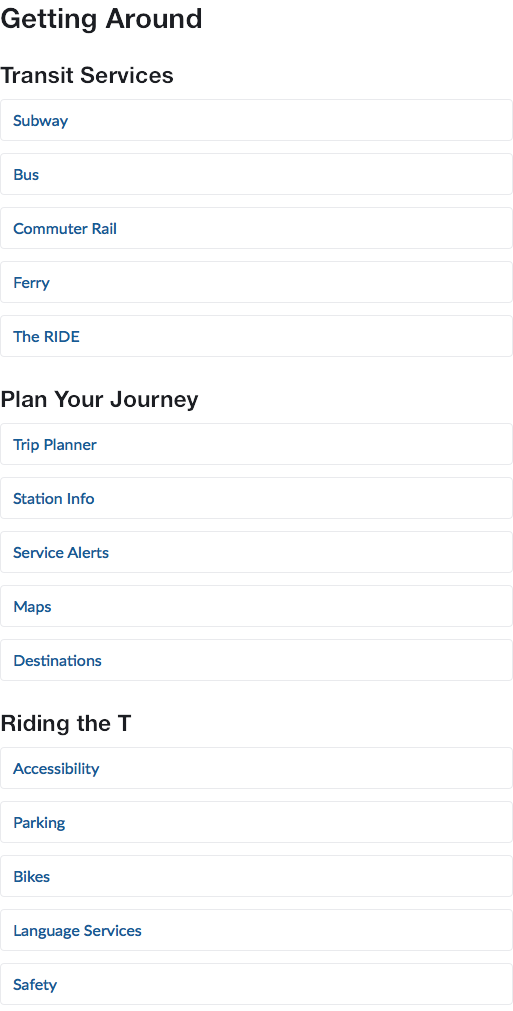 Getting Around
Transit Services
Subway
Bus
Commuter Rail
Ferry
The RIDE
Plan Your Journey
Trip Planner
Station Info
Service Alerts
Maps
Destinations
Riding the T
Accessibility
Parking
Bikes
Language Services
Safety